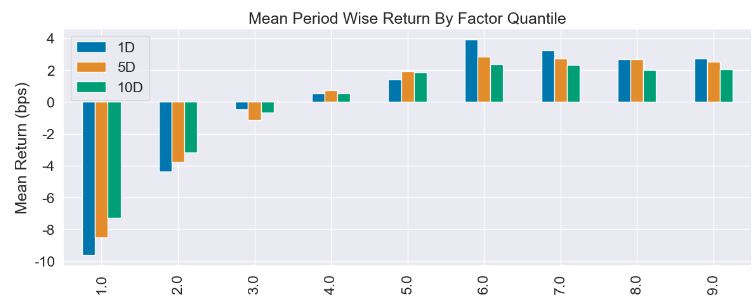 Mean Period Wise Return By Factor Quantile
Mean Return (bps)
4
2
0
-2
-4
-6
-8
-10
1D
5D
10D
1.0 2.0 3.0 4.0 5.0 6.0 7.0 8.0 9.0